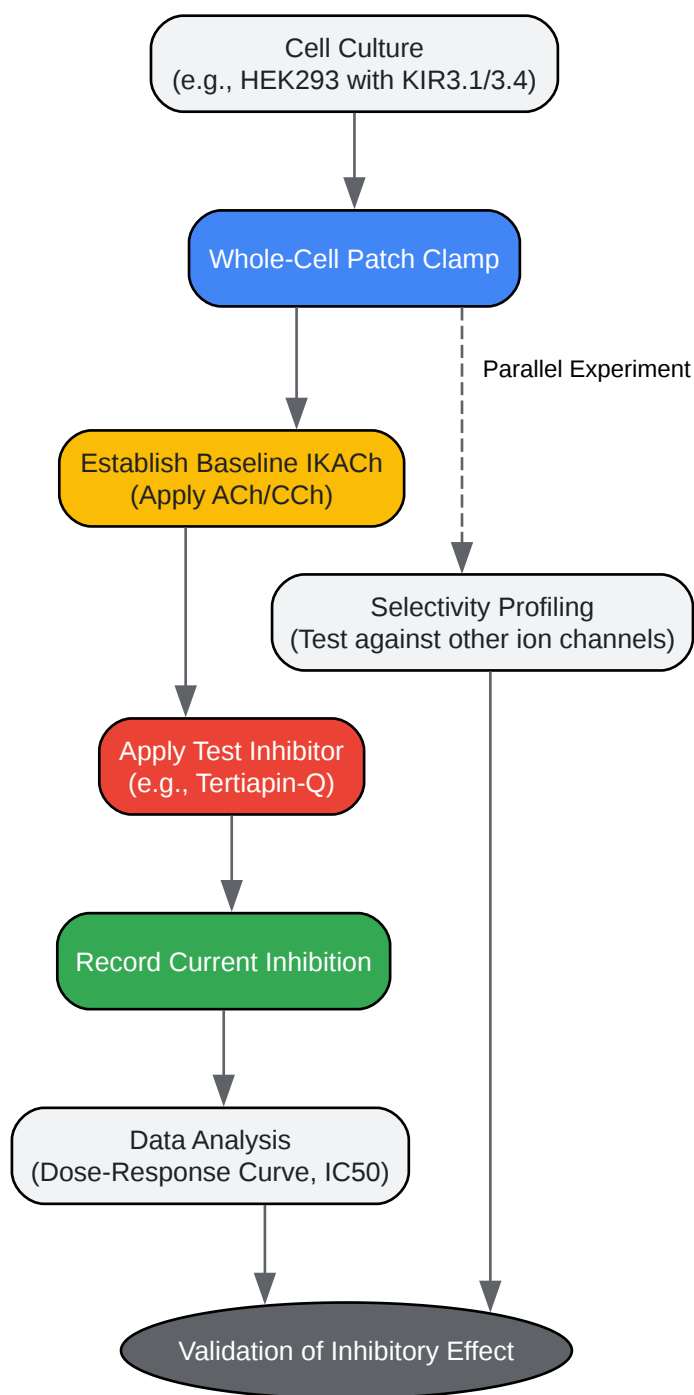 Cell Culture
(e.g., HEK293 with KIR3.1/3.4)
Whole-Cell Patch Clamp
Parallel Experiment
Establish Baseline IKACh
(Apply ACh/CCh)
Selectivity Profiling
(Test against other ion channels)
Apply Test Inhibitor
(e.g., Tertiapin-Q)
Record Current Inhibition
Data Analysis
(Dose-Response Curve, IC50)
Validation of Inhibitory Effect